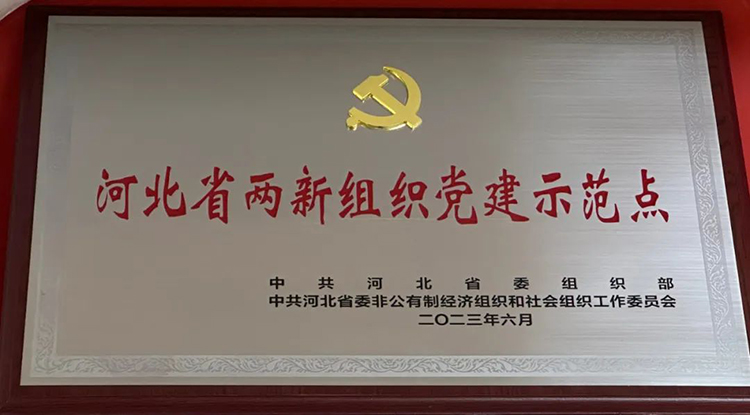 河北省两新组织党建示范点
中共河北省委组织部
中共河北省委非公有制经济组织和社会组织工作委员会
二〇二三年六月